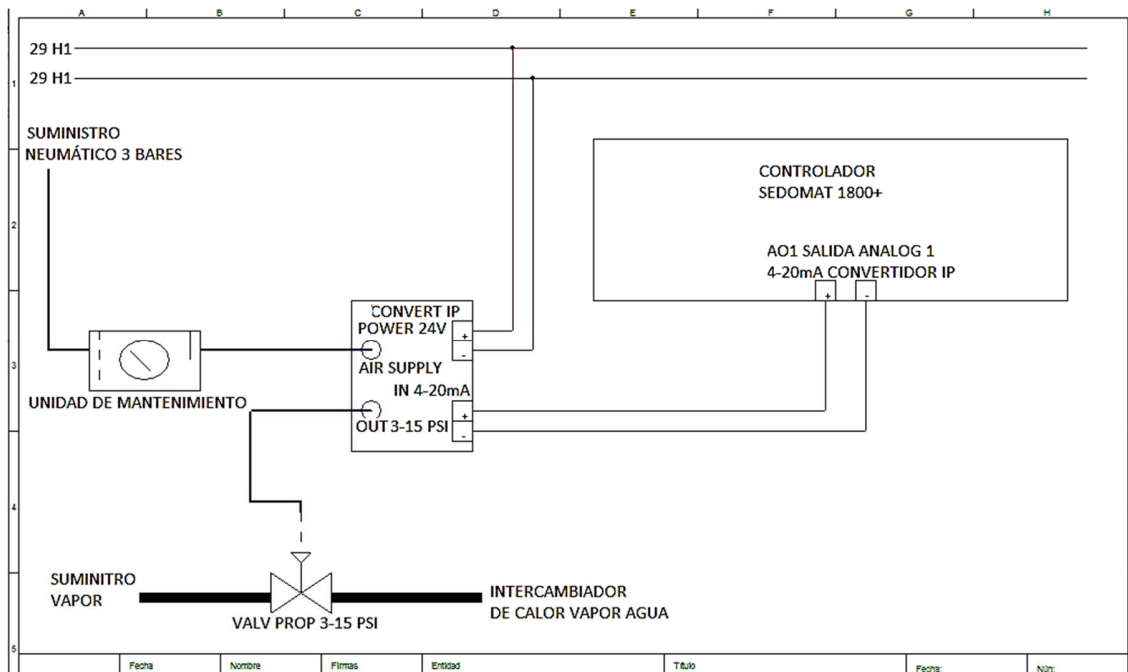 A B C D E F G H
29 H1
1
29 H1
SUMINISTRO
NEUMÁTICO 3 BARES
CONTROLADOR
SEDOMAT 1800+
2
AO1 SALIDA ANALOG 1
4-20mA CONVERTIDOR IP
+ -
CONVERT IP
POWER 24V
+
-
3
AIR SUPPLY
IN 4-20mA
UNIDAD DE MANTENIMIENTO
+
OUT 3-15 PSI
-
4
SUMINITRO
VAPOR
INTERCAMBIADOR
DE CALOR VAPOR AGUA
VALV PROP 3-15 PSI
5
Fecha Nombre Firmas Entidad Título Fecha: Núm: